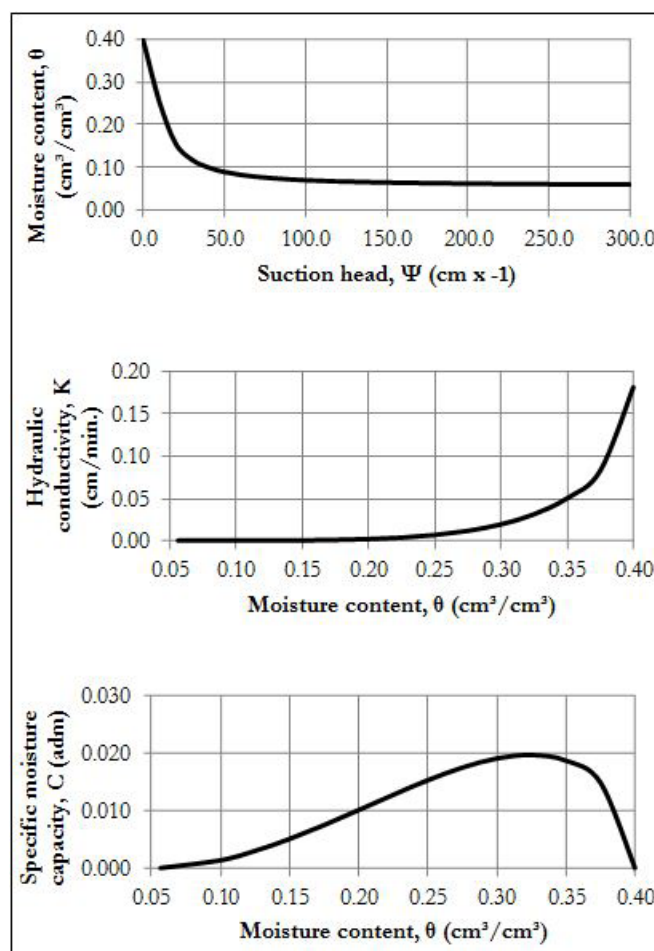 0.40
0.30
0.20
0.10
0.00
Moisture content, θ
(cm³/cm³)
0.0 50.0 100.0 150.0 200.0 250.0 300.0
Suction head, Ψ (cm x -1)
0.20
0.15
0.10
0.05
0.00
Hydraulic
conductivity, K
(cm/min.)
0.05 0.10 0.15 0.20 0.25 0.30 0.35 0.40
Moisture content, θ (cm³/cm³)
0.030
0.020
0.010
0.000
Specific moisture
capacity, C (adm)
0.05 0.10 0.15 0.20 0.25 0.30 0.35 0.40
Moisture content, θ (cm³/cm³)